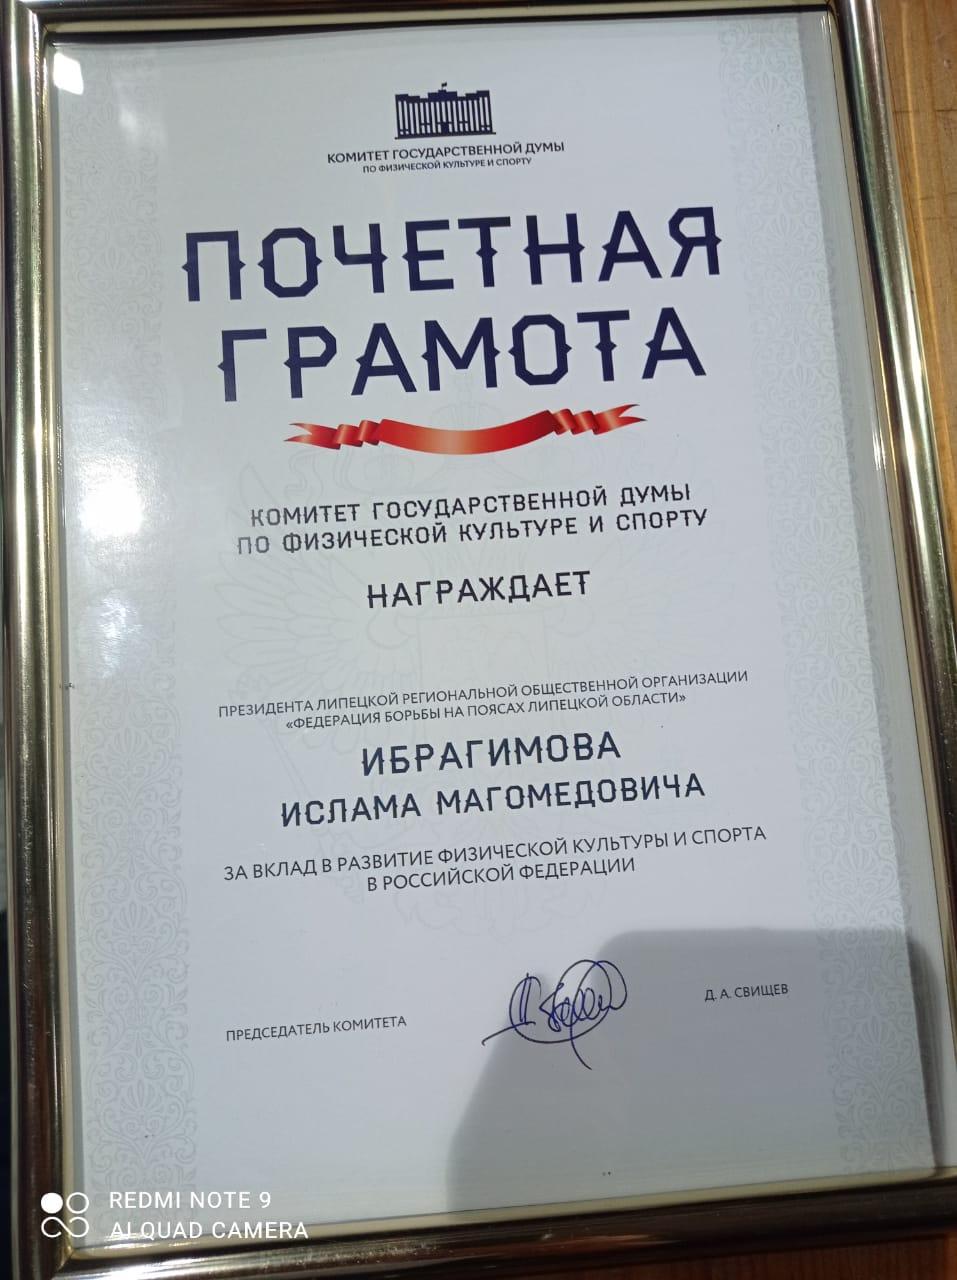 КОМИТЕТ ГОСУДАРСТВЕННОЙ ДУМЫ
ПО ФИЗИЧЕСКОЙ КУЛЬТУРЕ И СПОРТУ
ПОЧЕТНАЯ
ГРАМОТА
КОМИТЕТ ГОСУДАРСТВЕННОЙ ДУМЫ
ПО ФИЗИЧЕСКОЙ КУЛЬТУРЕ И СПОРТУ
НАГРАЖДАЕТ
ПРЕЗИДЕНТА ЛИПЕЦКОЙ РЕГИОНАЛЬНОЙ ОБЩЕСТВЕННОЙ ОРГАНИЗАЦИИ
«ФЕДЕРАЦИЯ БОРЬБЫ НА ПОЯСАХ ЛИПЕЦКОЙ ОБЛАСТИ»
ИБРАГИМОВА
ИСЛАМА МАГОМЕДОВИЧА
ЗА ВКЛАД В РАЗВИТИЕ ФИЗИЧЕСКОЙ КУЛЬТУРЫ И СПОРТА
В РОССИЙСКОЙ ФЕДЕРАЦИИ
ПРЕДСЕДАТЕЛЬ КОМИТЕТА Д. А. СВИЩЕВ
REDMI NOTE 9
AI QUAD CAMERA